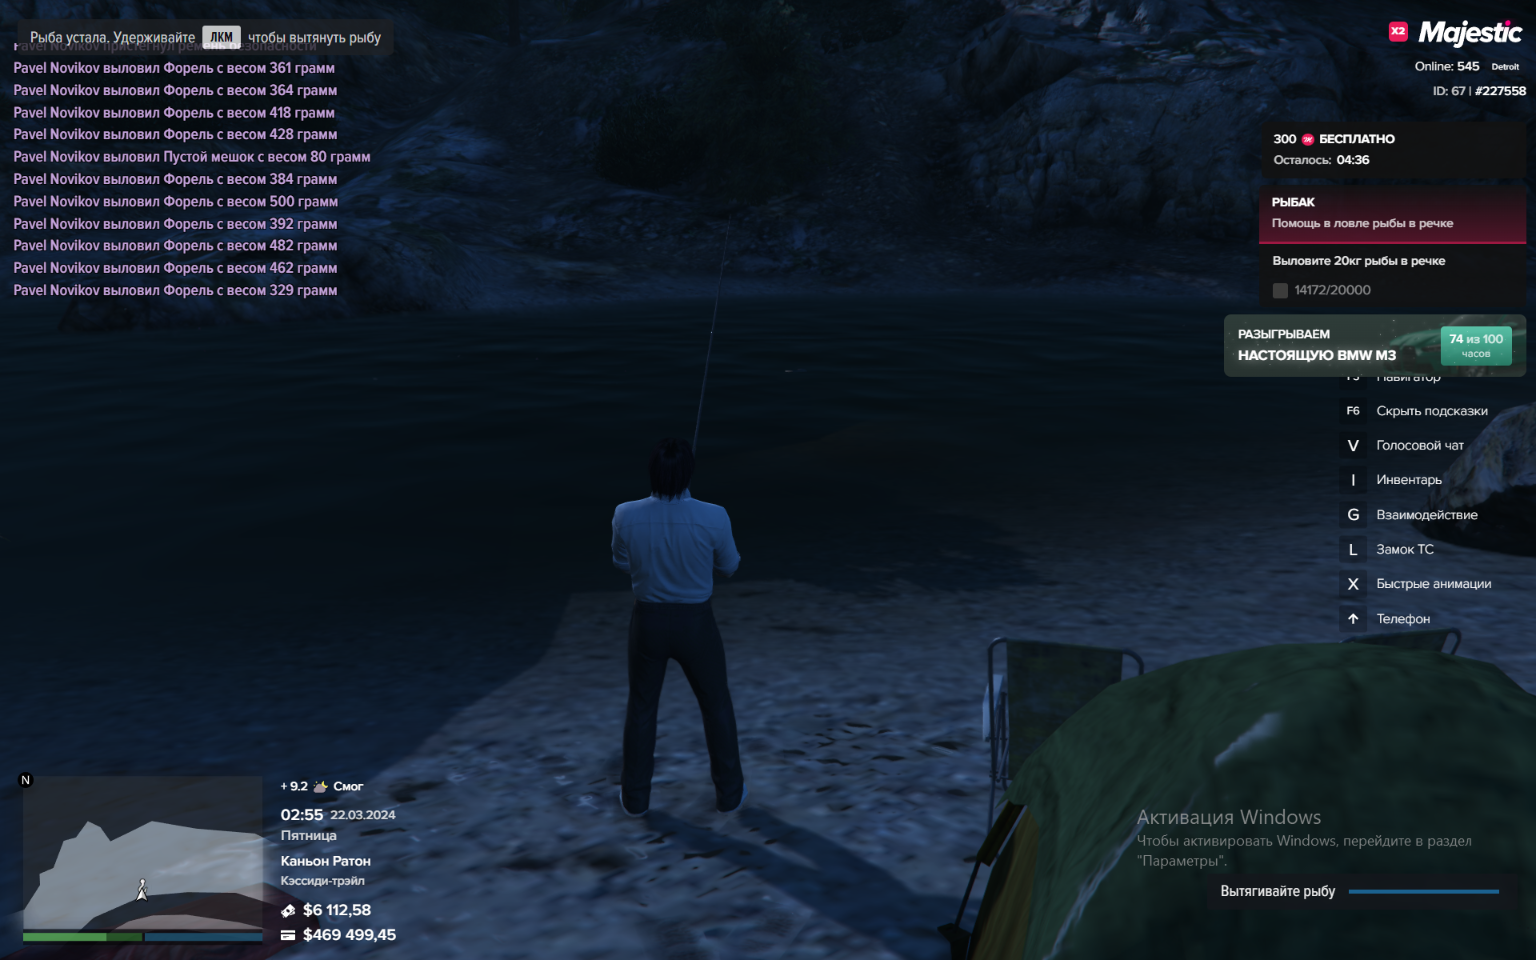 Рыба устала. Удерживайте ЛКМ чтобы вытянуть рыбу
Pavel Novikov пристегнул ремень безопасности
Pavel Novikov выловил Форель с весом 361 грамм
Pavel Novikov выловил Форель с весом 364 грамм
Pavel Novikov выловил Форель с весом 418 грамм
Pavel Novikov выловил Форель с весом 428 грамм
Pavel Novikov выловил Пустой мешок с весом 80 грамм
Pavel Novikov выловил Форель с весом 384 грамм
Pavel Novikov выловил Форель с весом 500 грамм
Pavel Novikov выловил Форель с весом 392 грамм
Pavel Novikov выловил Форель с весом 482 грамм
Pavel Novikov выловил Форель с весом 462 грамм
Pavel Novikov выловил Форель с весом 329 грамм
X2 Majestic
Online: 545 Detroit
ID: 67 | #227558
300 БЕСПЛАТНО
Осталось: 04:36
РЫБАК
Помощь в ловле рыбы в речке
Выловите 20кг рыбы в речке
14172/20000
РАЗЫГРЫВАЕМ
НАСТОЯЩУЮ BMW M3
74 из 100
часов
Навигатор
F6 Скрыть подсказки
V Голосовой чат
I Инвентарь
G Взаимодействие
L Замок ТС
X Быстрые анимации
Телефон
N
+ 9.2 Смог
02:55 22.03.2024
Пятница
Каньон Ратон
Кэссиди-трэйл
$6 112,58
$469 499,45
Активация Windows
Чтобы активировать Windows, перейдите в раздел
"Параметры".
Вытягивайте рыбу